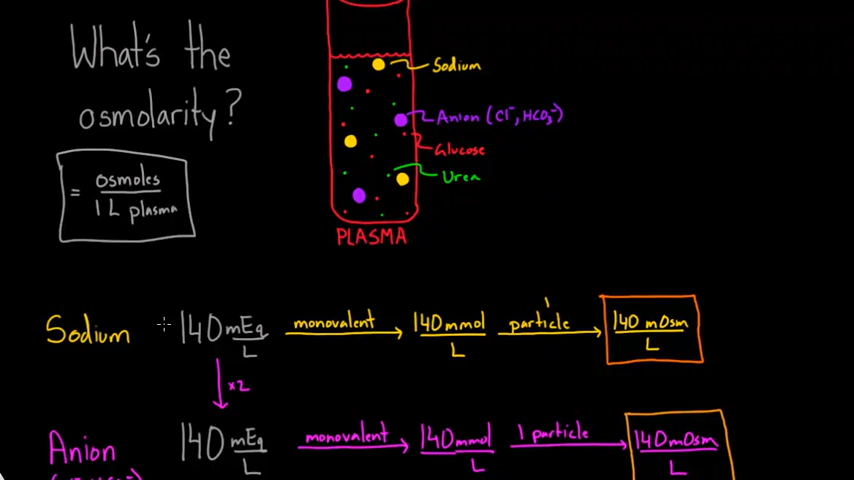 What's the
osmolarity?
= osmoles
1 L plasma
Sodium
Anion (Cl⁻, HCO₃⁻)
Glucose
Urea
PLASMA
Sodium 140 mEq/L monovalent 140 mmol/L 1 particle 140 mOsm/L
x2
Anion 140 mEq/L monovalent 140 mmol/L 1 particle 140 mOsm/L